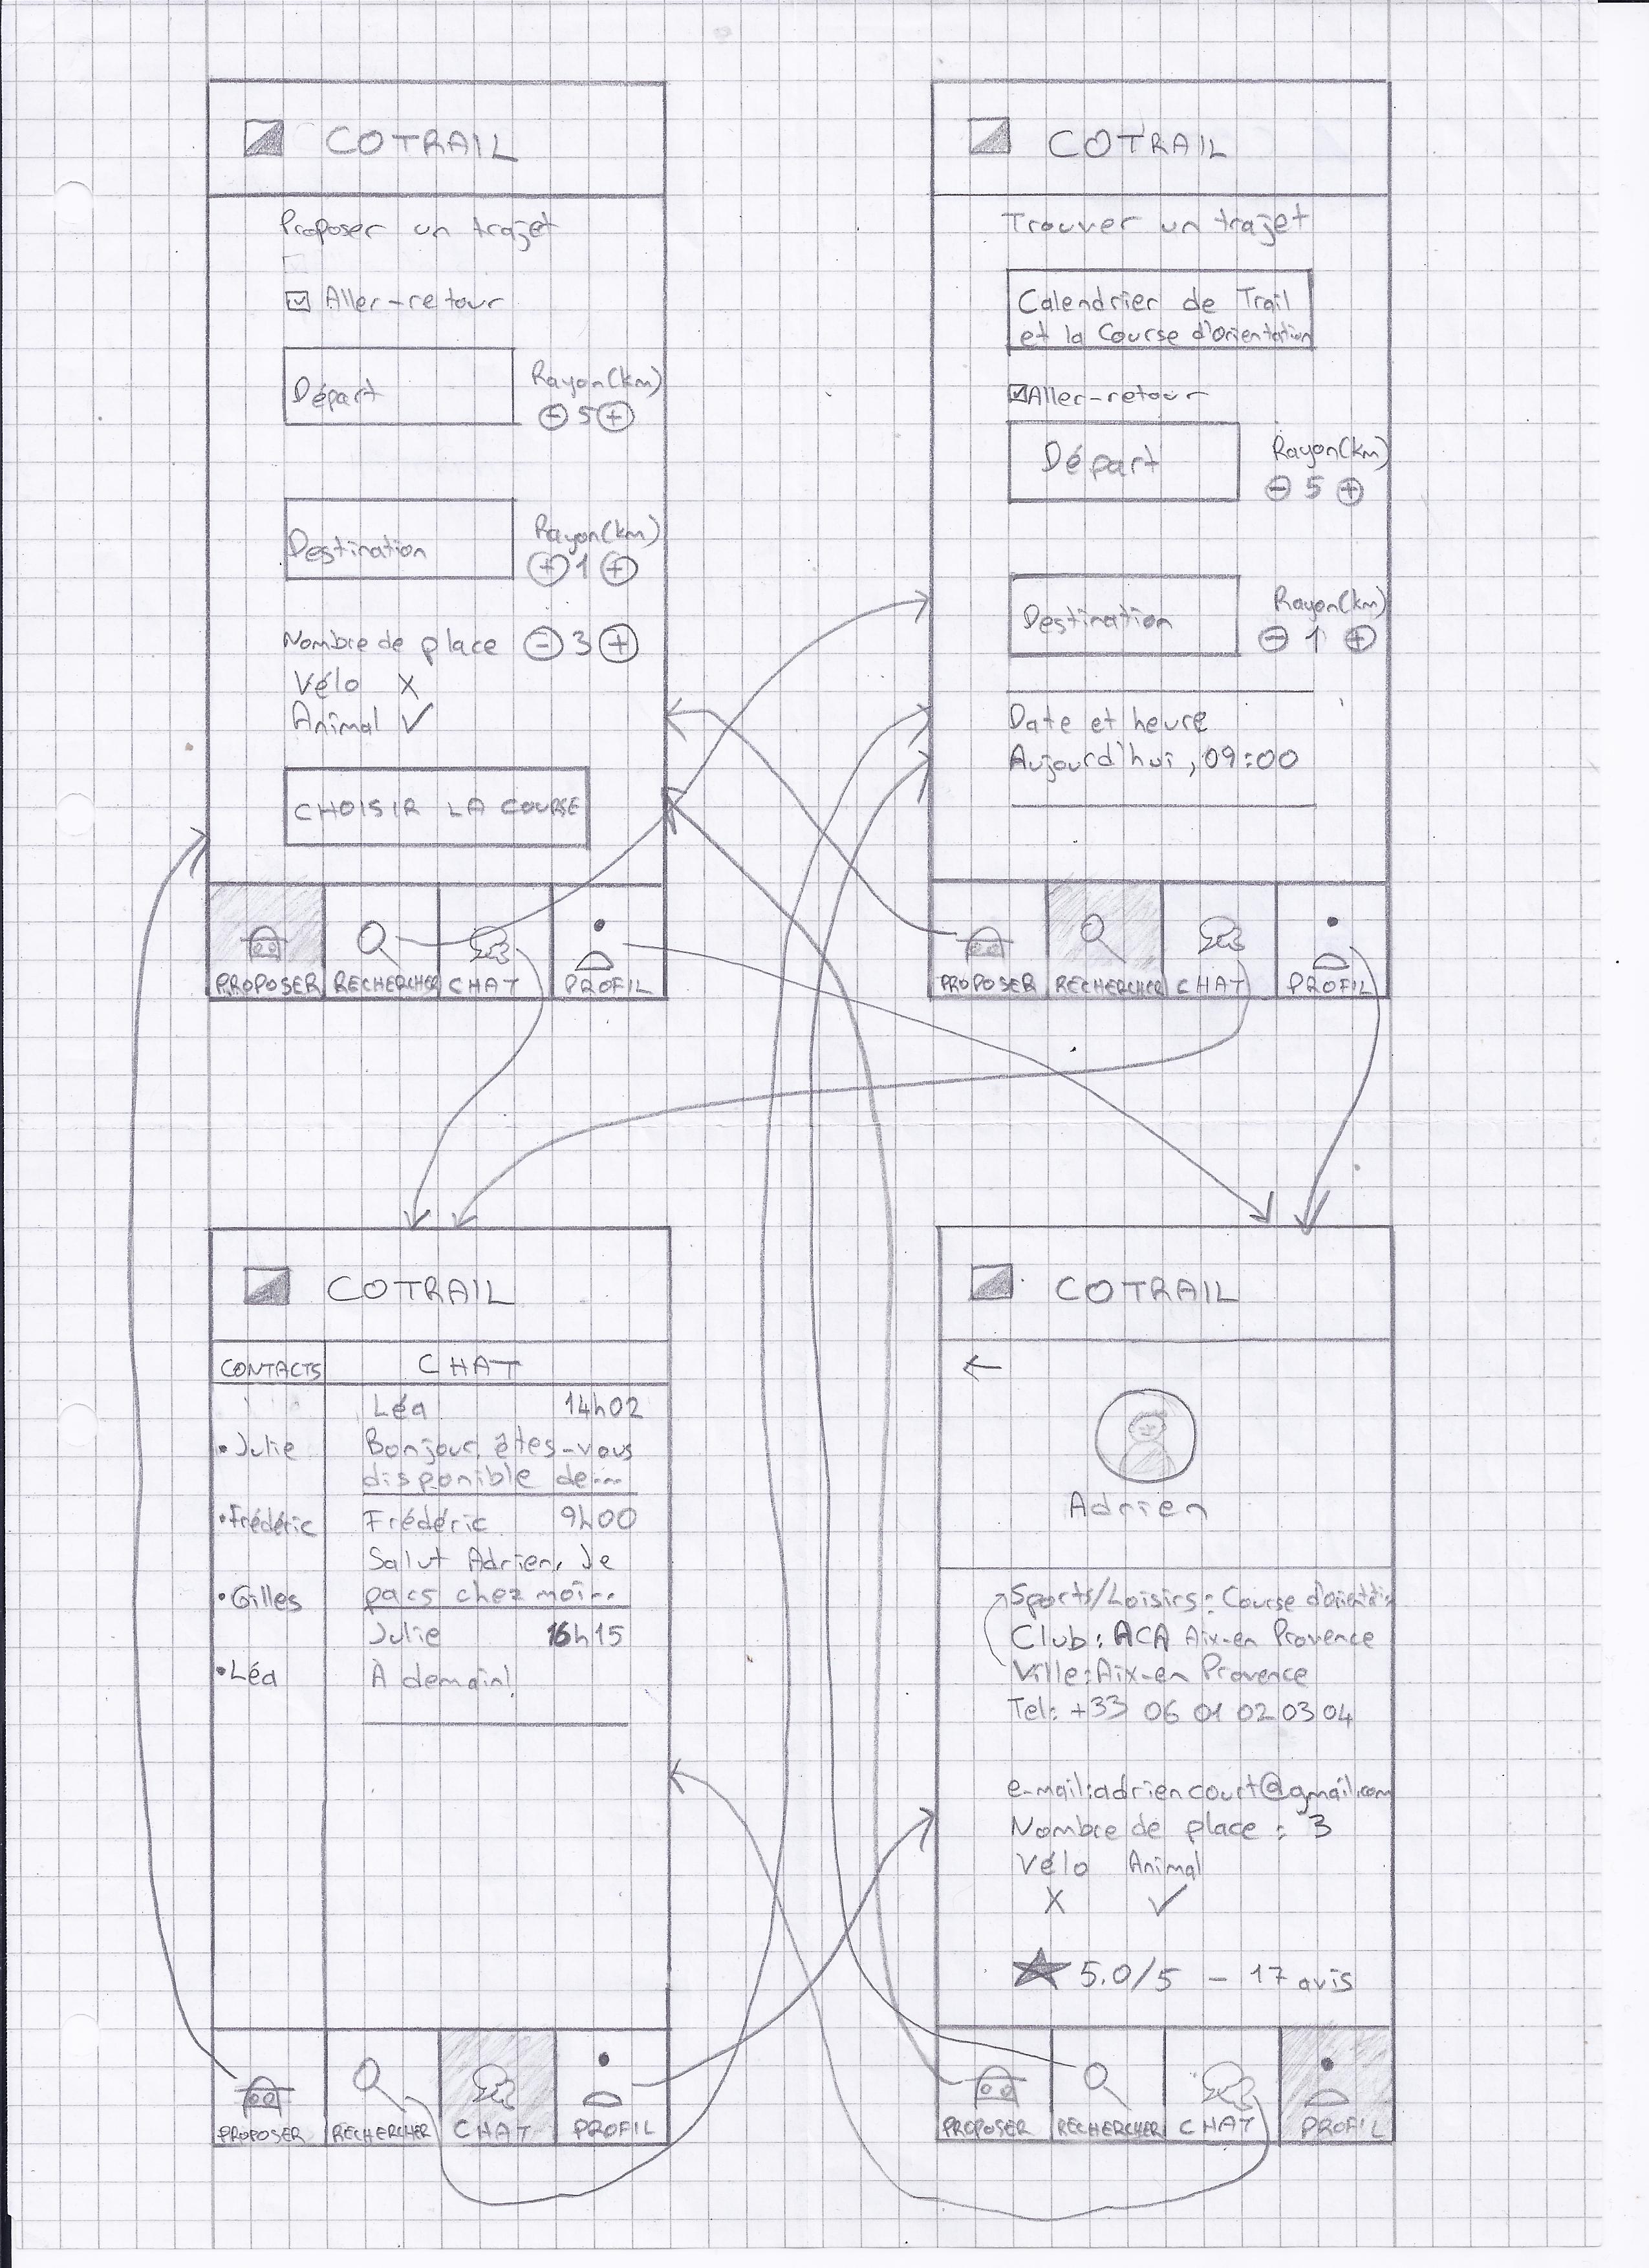 COTRAIL
Proposer un trajet
Aller-retour
Départ
Rayon(km)
5
Destination
Rayon(km)
1
Nombre de place 3
Vélo X
Animal ✓
CHOISIR LA COURSE
PROPOSER RECHERCHER CHAT PROFIL
COTRAIL
Trouver un trajet
Calendrier de Trail
et la Course d'orientation
Aller-retour
Départ
Rayon(km)
5
Destination
Rayon(km)
1
Date et heure
Aujourd'hui, 09:00
PROPOSER RECHERCHER CHAT PROFIL
COTRAIL
CONTACTS
•Julie
•Frédéric
•Gilles
•Léa
CHAT
Léa 14h02
Bonjour, êtes-vous
disponible de...
Frédéric 9h00
Salut Adrien, Je
pars chez moi...
Julie 16h15
À demain!
PROPOSER RECHERCHER CHAT PROFIL
COTRAIL
Adrien
Sports/Loisirs: Course d'orientation
Club: ACA Aix-en Provence
Ville: Aix-en Provence
Tel: +33 06 01 02 03 04
e-mail:adriencourt@gmail.com
Nombre de place : 3
Vélo Animal
X ✓
5.0/5 - 17 avis
PROPOSER RECHERCHER CHAT PROFIL